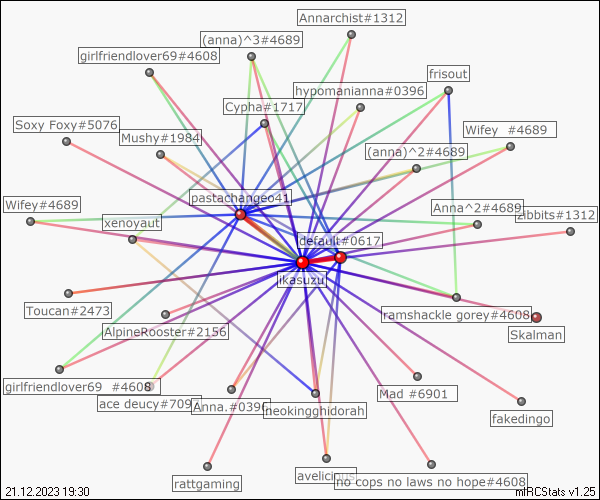 Annarchist#1312
(anna)^3#4689
girlfriendlover69#4608
frisout
hypomanianna#0396
Cypha#1717
Soxy Foxy#5076
Wifey #4689
Mushy#1984
(anna)^2#4689
pastachangeo41
Wifey#4689
Anna^2#4689
zibbits#1312
xenoyaut
default#0617
ikasuzu
Toucan#2473
ramshackle gorey#4608
AlpineRooster#2156
Skalman
girlfriendlover69 #4608
Mad #6901
ace deucy#709
Anna.#0396
neokingghidorah
fakedingo
avelicious
rattgaming
no cops no laws no hope#4608
21.12.2023 19:30
mIRCStats v1.25